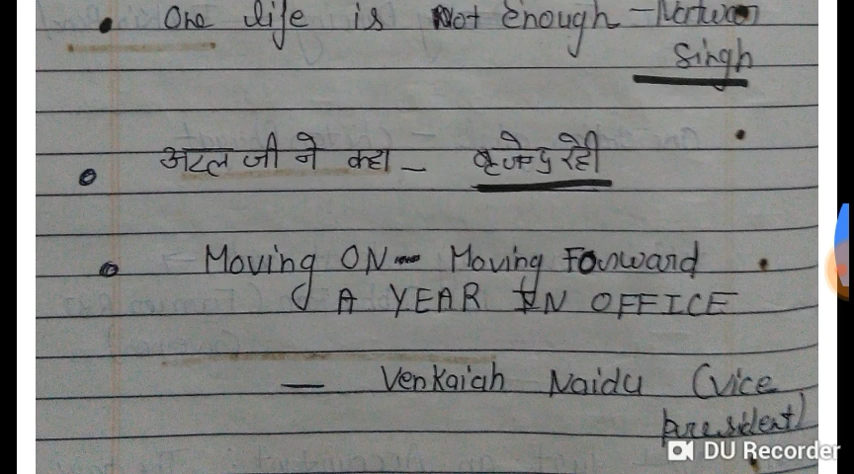 One life is Not enough - Natwar
Singh
अटल जी ने कहा - बृजेन्द्र रेही
Moving ON - Moving Forward
A YEAR IN OFFICE
- Venkaiah Naidu (vice
president)
DU Recorder